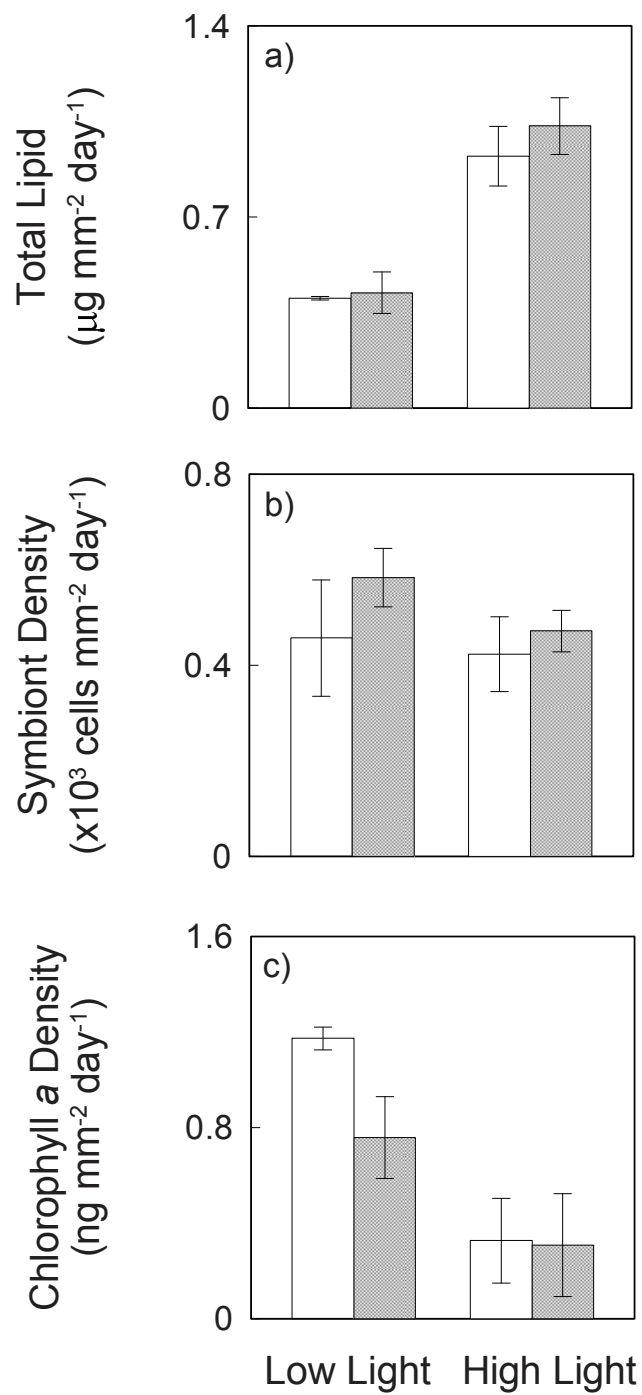 1.4
a)
Total Lipid
(μg mm⁻² day⁻¹)
0.7
0
0.8
b)
Symbiont Density
(x10³ cells mm⁻² day⁻¹)
0.4
0
1.6
c)
Chlorophyll a Density
(ng mm⁻² day⁻¹)
0.8
0
Low Light High Light